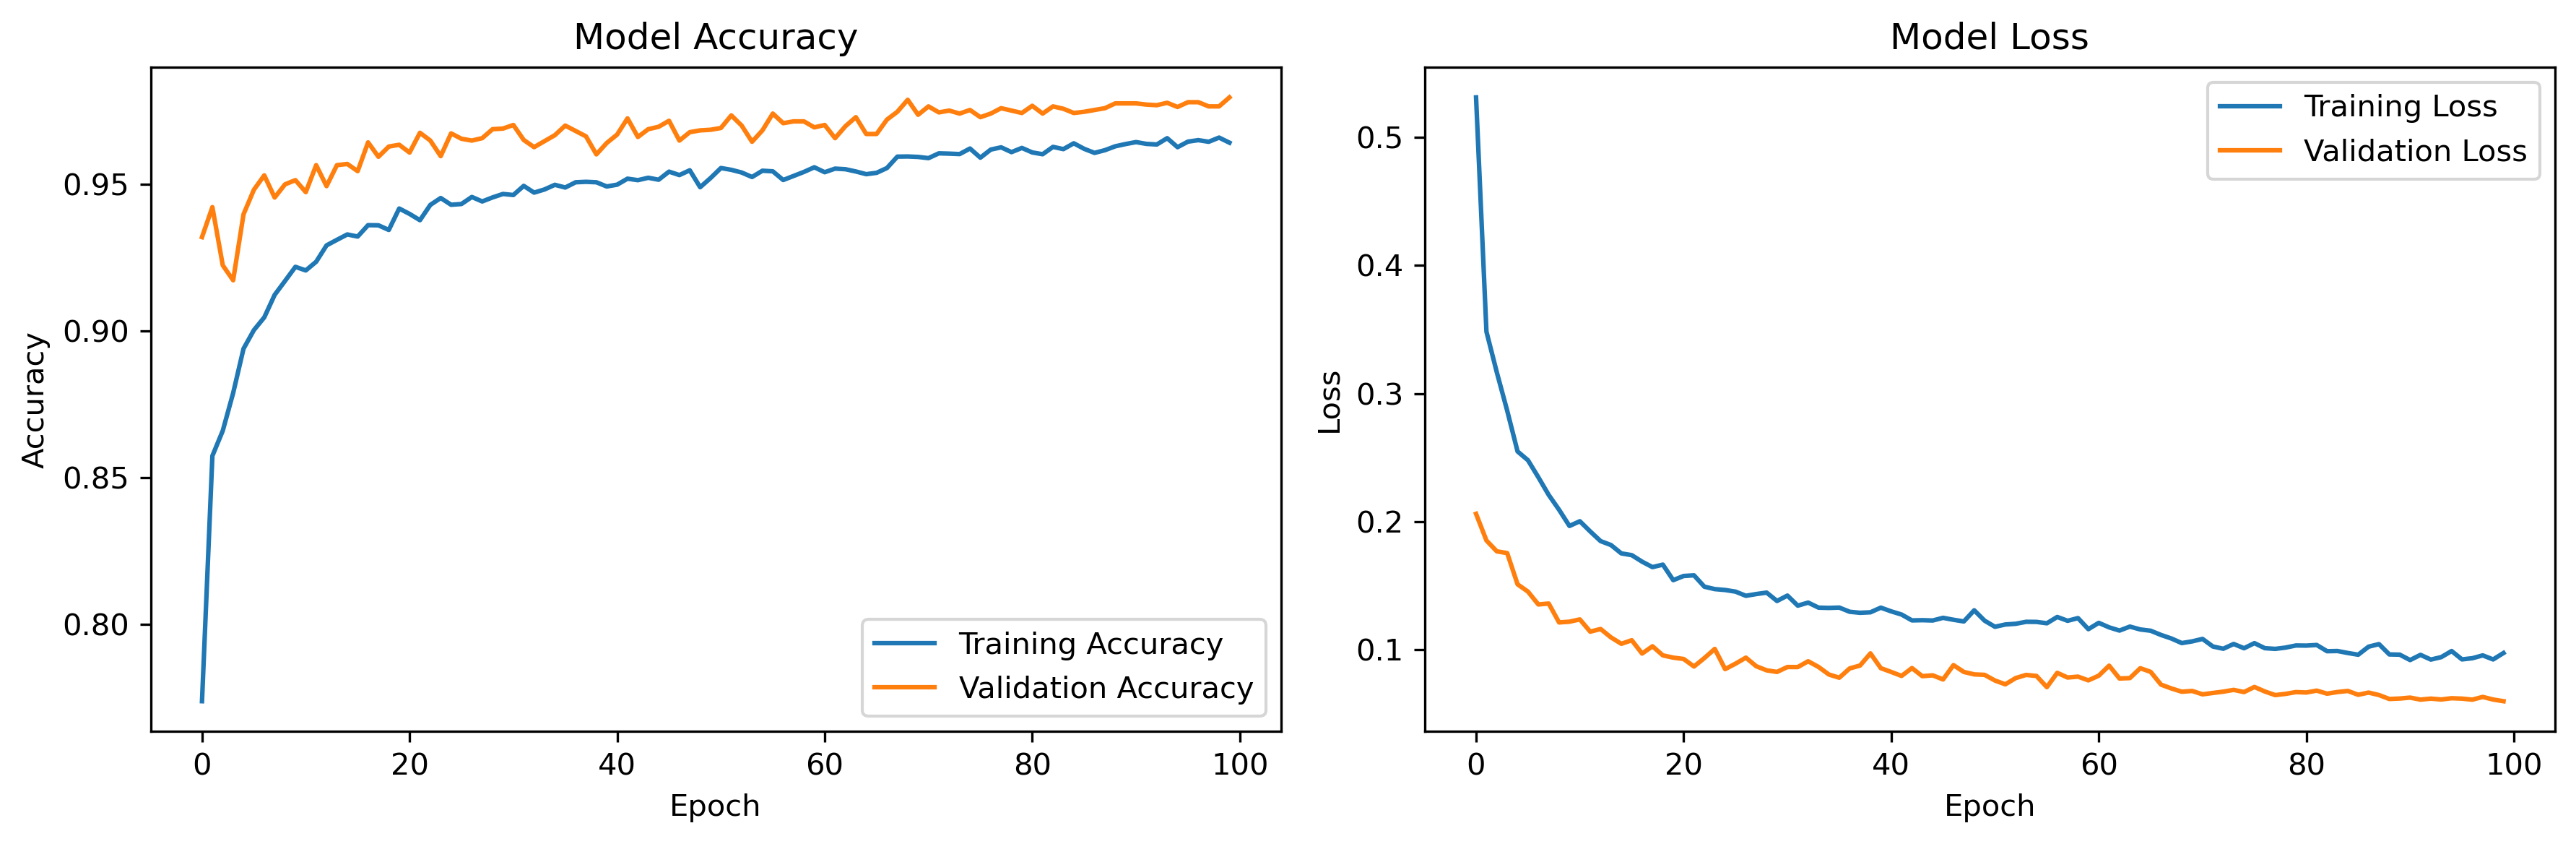 Model Accuracy
Accuracy
0.95
0.90
0.85
0.80
0
20
40
60
80
100
Epoch
Training Accuracy
Validation Accuracy
Model Loss
Loss
0.5
0.4
0.3
0.2
0.1
0
20
40
60
80
100
Epoch
Training Loss
Validation Loss